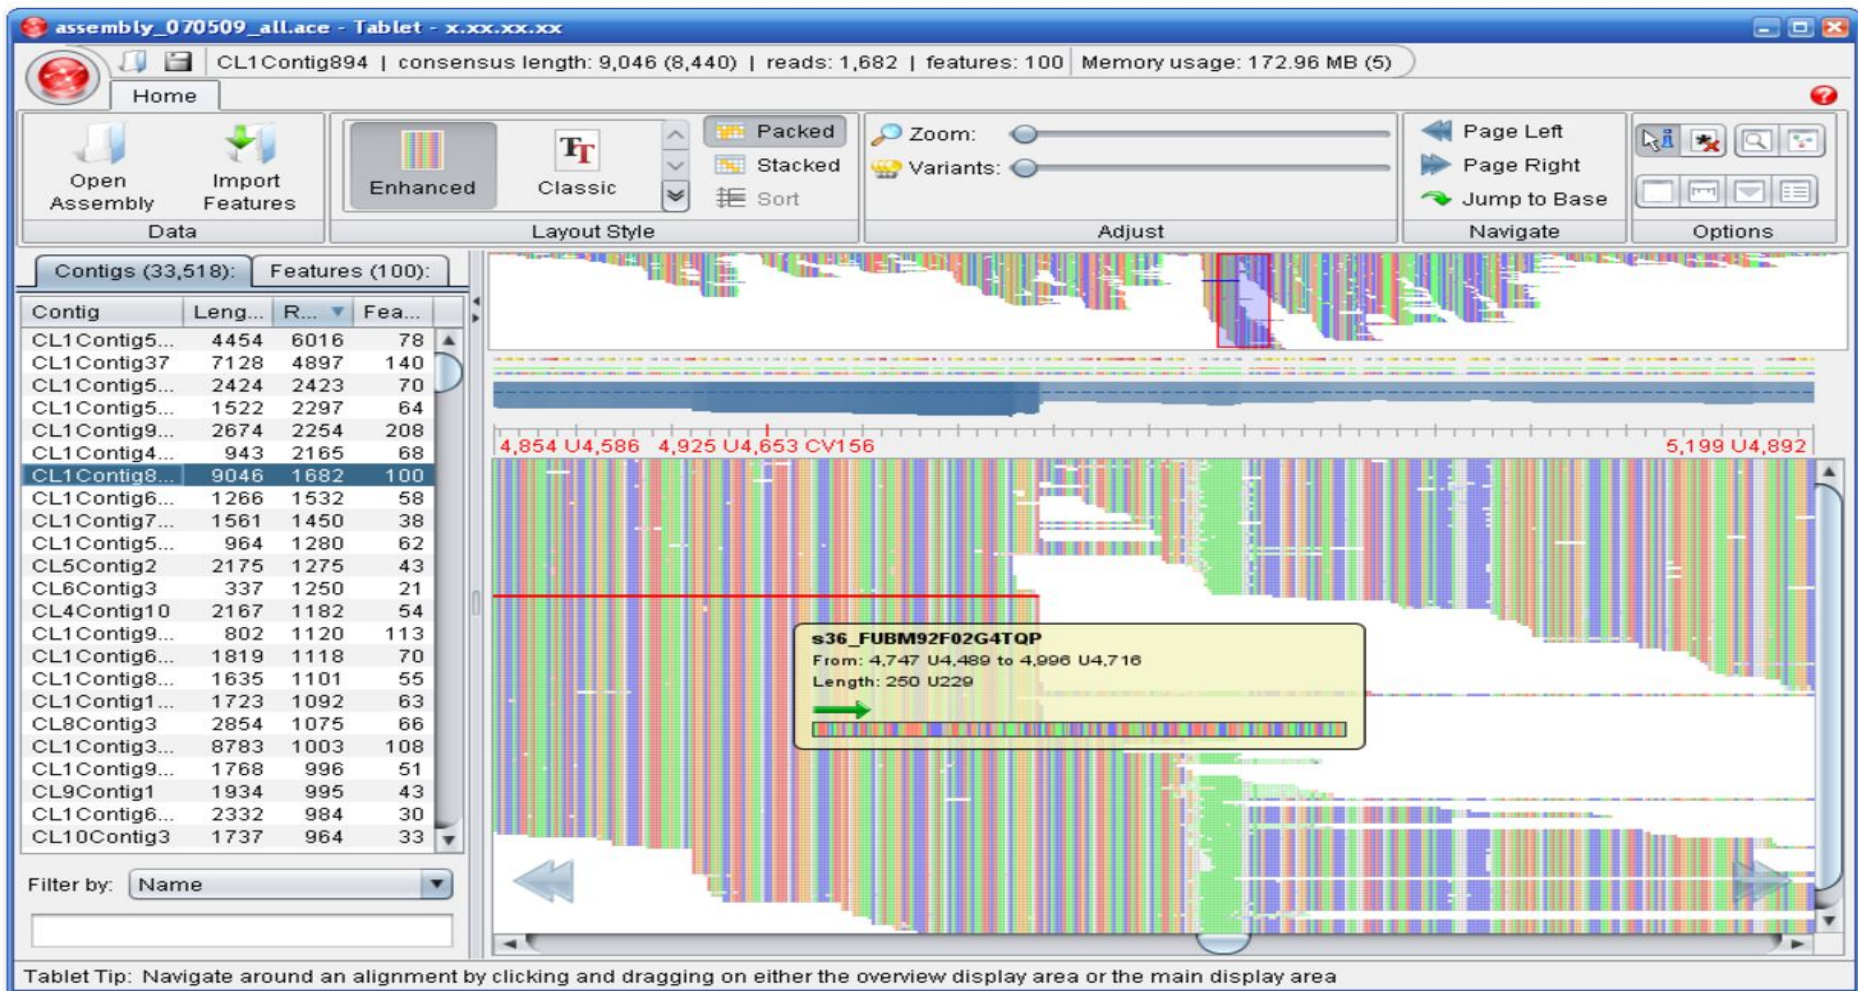 assembly_070509_all.ace - Tablet - x.xx.xx.xx
CL1Contig894 | consensus length: 9,046 (8,440) | reads: 1,682 | features: 100 Memory usage: 172.96 MB (5)
Home
Open Assembly
Import Features
Data
Enhanced
Classic
Packed
Stacked
Sort
Layout Style
Zoom:
Variants:
Adjust
Page Left
Page Right
Jump to Base
Navigate
Options
Contigs (33,518): Features (100):
Contig Leng... R... Fea...
CL1Contig5... 4454 6016 78
CL1Contig37 7128 4897 140
CL1Contig5... 2424 2423 70
CL1Contig5... 1522 2297 64
CL1Contig9... 2674 2254 208
CL1Contig4... 943 2165 68
CL1Contig8... 9046 1682 100
CL1Contig6... 1266 1532 58
CL1Contig7... 1561 1450 38
CL1Contig5... 964 1280 62
CL5Contig2 2175 1275 43
CL6Contig3 337 1250 21
CL4Contig10 2167 1182 54
CL1Contig9... 802 1120 113
CL1Contig6... 1819 1118 70
CL1Contig8... 1635 1101 55
CL1Contig1... 1723 1092 63
CL8Contig3 2854 1075 66
CL1Contig3... 8783 1003 108
CL1Contig9... 1768 996 51
CL9Contig1 1934 995 43
CL1Contig6... 2332 984 30
CL10Contig3 1737 964 33
Filter by: Name
4,854 U4,586 4,925 U4,653 CV156 5,199 U4,892
s36_FUBM92F02G4TQP
From: 4,747 U4,489 to 4,996 U4,716
Length: 250 U229
Tablet Tip: Navigate around an alignment by clicking and dragging on either the overview display area or the main display area